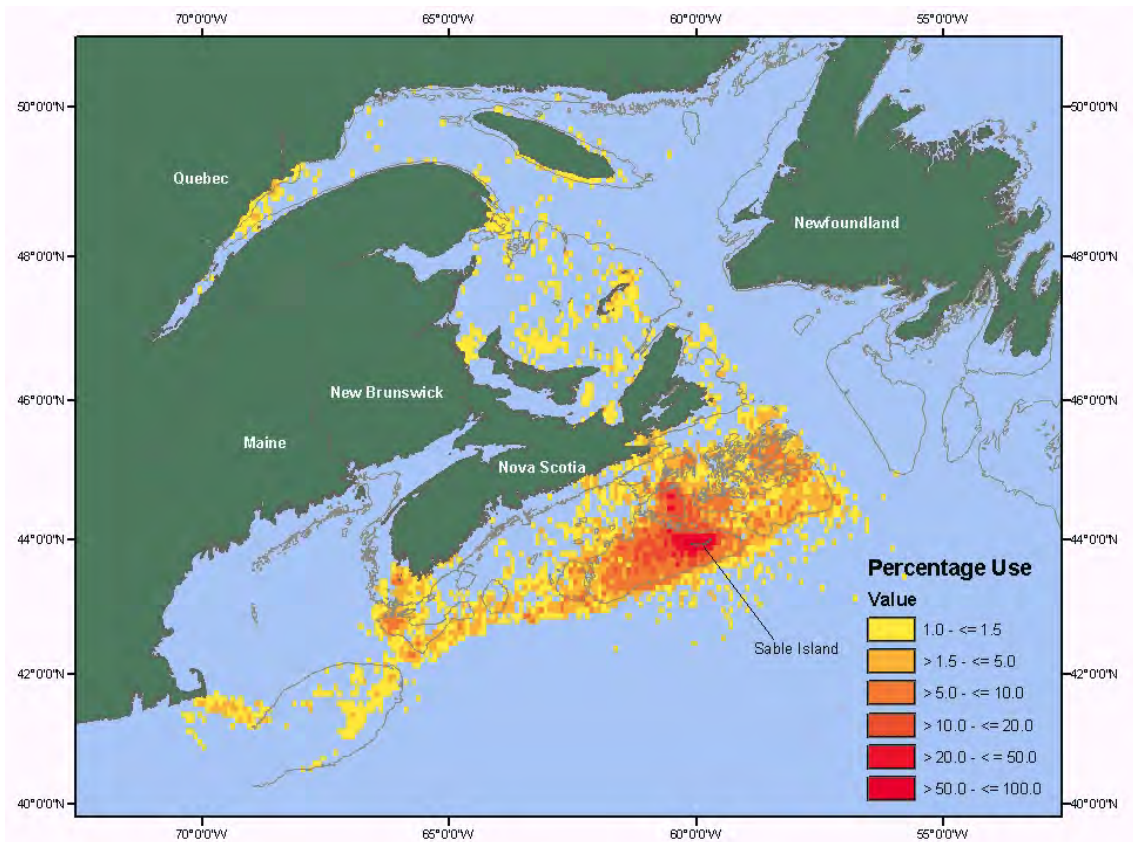 70°0'0"W 65°0'0"W 60°0'0"W 55°0'0"W
50°0'0"N 50°0'0"N
Quebec
Newfoundland
48°0'0"N 48°0'0"N
New Brunswick
46°0'0"N 46°0'0"N
Maine
Nova Scotia
44°0'0"N 44°0'0"N
Percentage Use
Value
1.0 - <= 1.5
Sable Island
> 1.5 - <= 5.0
42°0'0"N 42°0'0"N
> 5.0 - <= 10.0
> 10.0 - <= 20.0
> 20.0 - <= 50.0
> 50.0 - <= 100.0
40°0'0"N 40°0'0"N
70°0'0"W 65°0'0"W 60°0'0"W 55°0'0"W